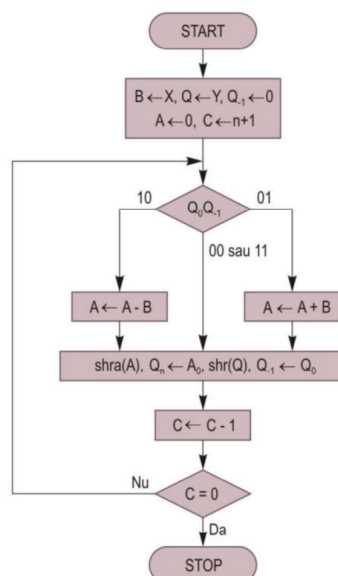 START
B ← X, Q ← Y, Q₋₁ ← 0
A ← 0, C ← n+1
Q₀Q₋₁
10
01
00 sau 11
A ← A - B
A ← A + B
shra(A), Qₙ ← A₀, shr(Q), Q₋₁ ← Q₀
C ← C - 1
Nu
C = 0
Da
STOP